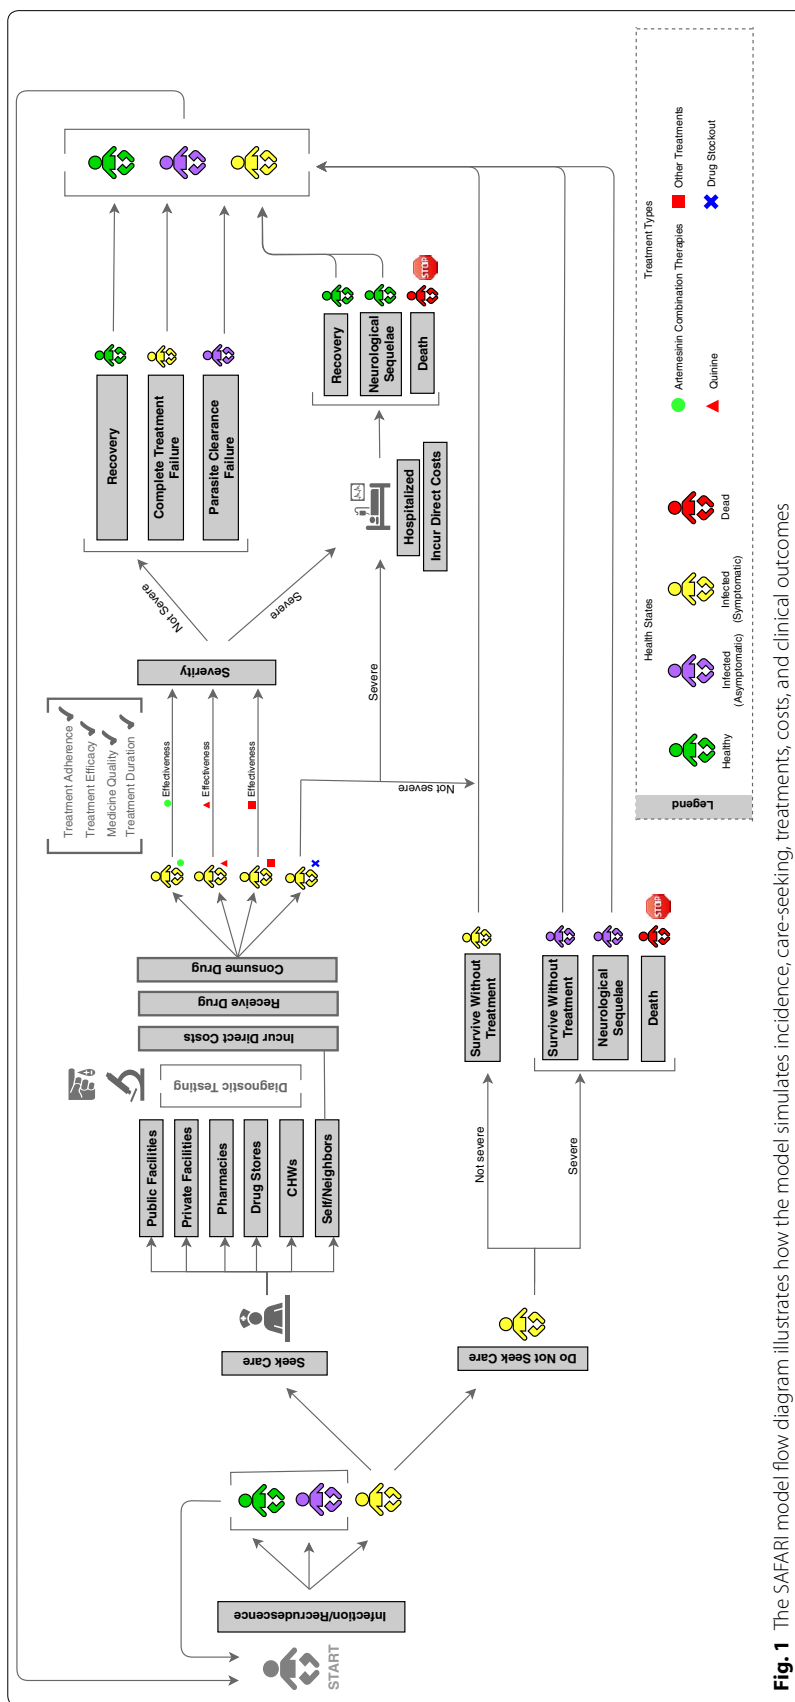 START
Infection/Recrudescence
Seek Care
Do Not Seek Care
Public Facilities
Private Facilities
Pharmacies
Drug Stores
CHWs
Self/Neighbors
Diagnostic Testing
Incur Direct Costs
Receive Drug
Consume Drug
Treatment Adherence
Treatment Efficacy
Medicine Quality
Treatment Duration
Effectiveness
Effectiveness
Effectiveness
Severity
Not Severe
Severe
Severe
Not severe
Recovery
Complete Treatment
Failure
Parasite Clearance
Failure
Hospitalized
Incur Direct Costs
Recovery
Neurological
Sequelae
Death
STOP
Not severe
Severe
Survive Without
Treatment
Survive Without
Treatment
Neurological
Sequelae
Death
STOP
Legend
Health States
Healthy
Infected
(Asymptomatic)
Infected
(Symptomatic)
Dead
Treatment Types
Artemesinin Combination Therapies
Other Treatments
Quinine
Drug Stockout
Fig. 1 The SAFARI model flow diagram illustrates how the model simulates incidence, care-seeking, treatments, costs, and clinical outcomes